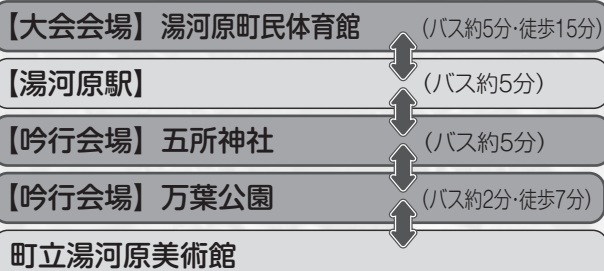 【大会会場】湯河原町民体育館 (バス約5分・徒歩15分)
【湯河原駅】 (バス約5分)
【吟行会場】五所神社 (バス約5分)
【吟行会場】万葉公園 (バス約2分・徒歩7分)
町立湯河原美術館